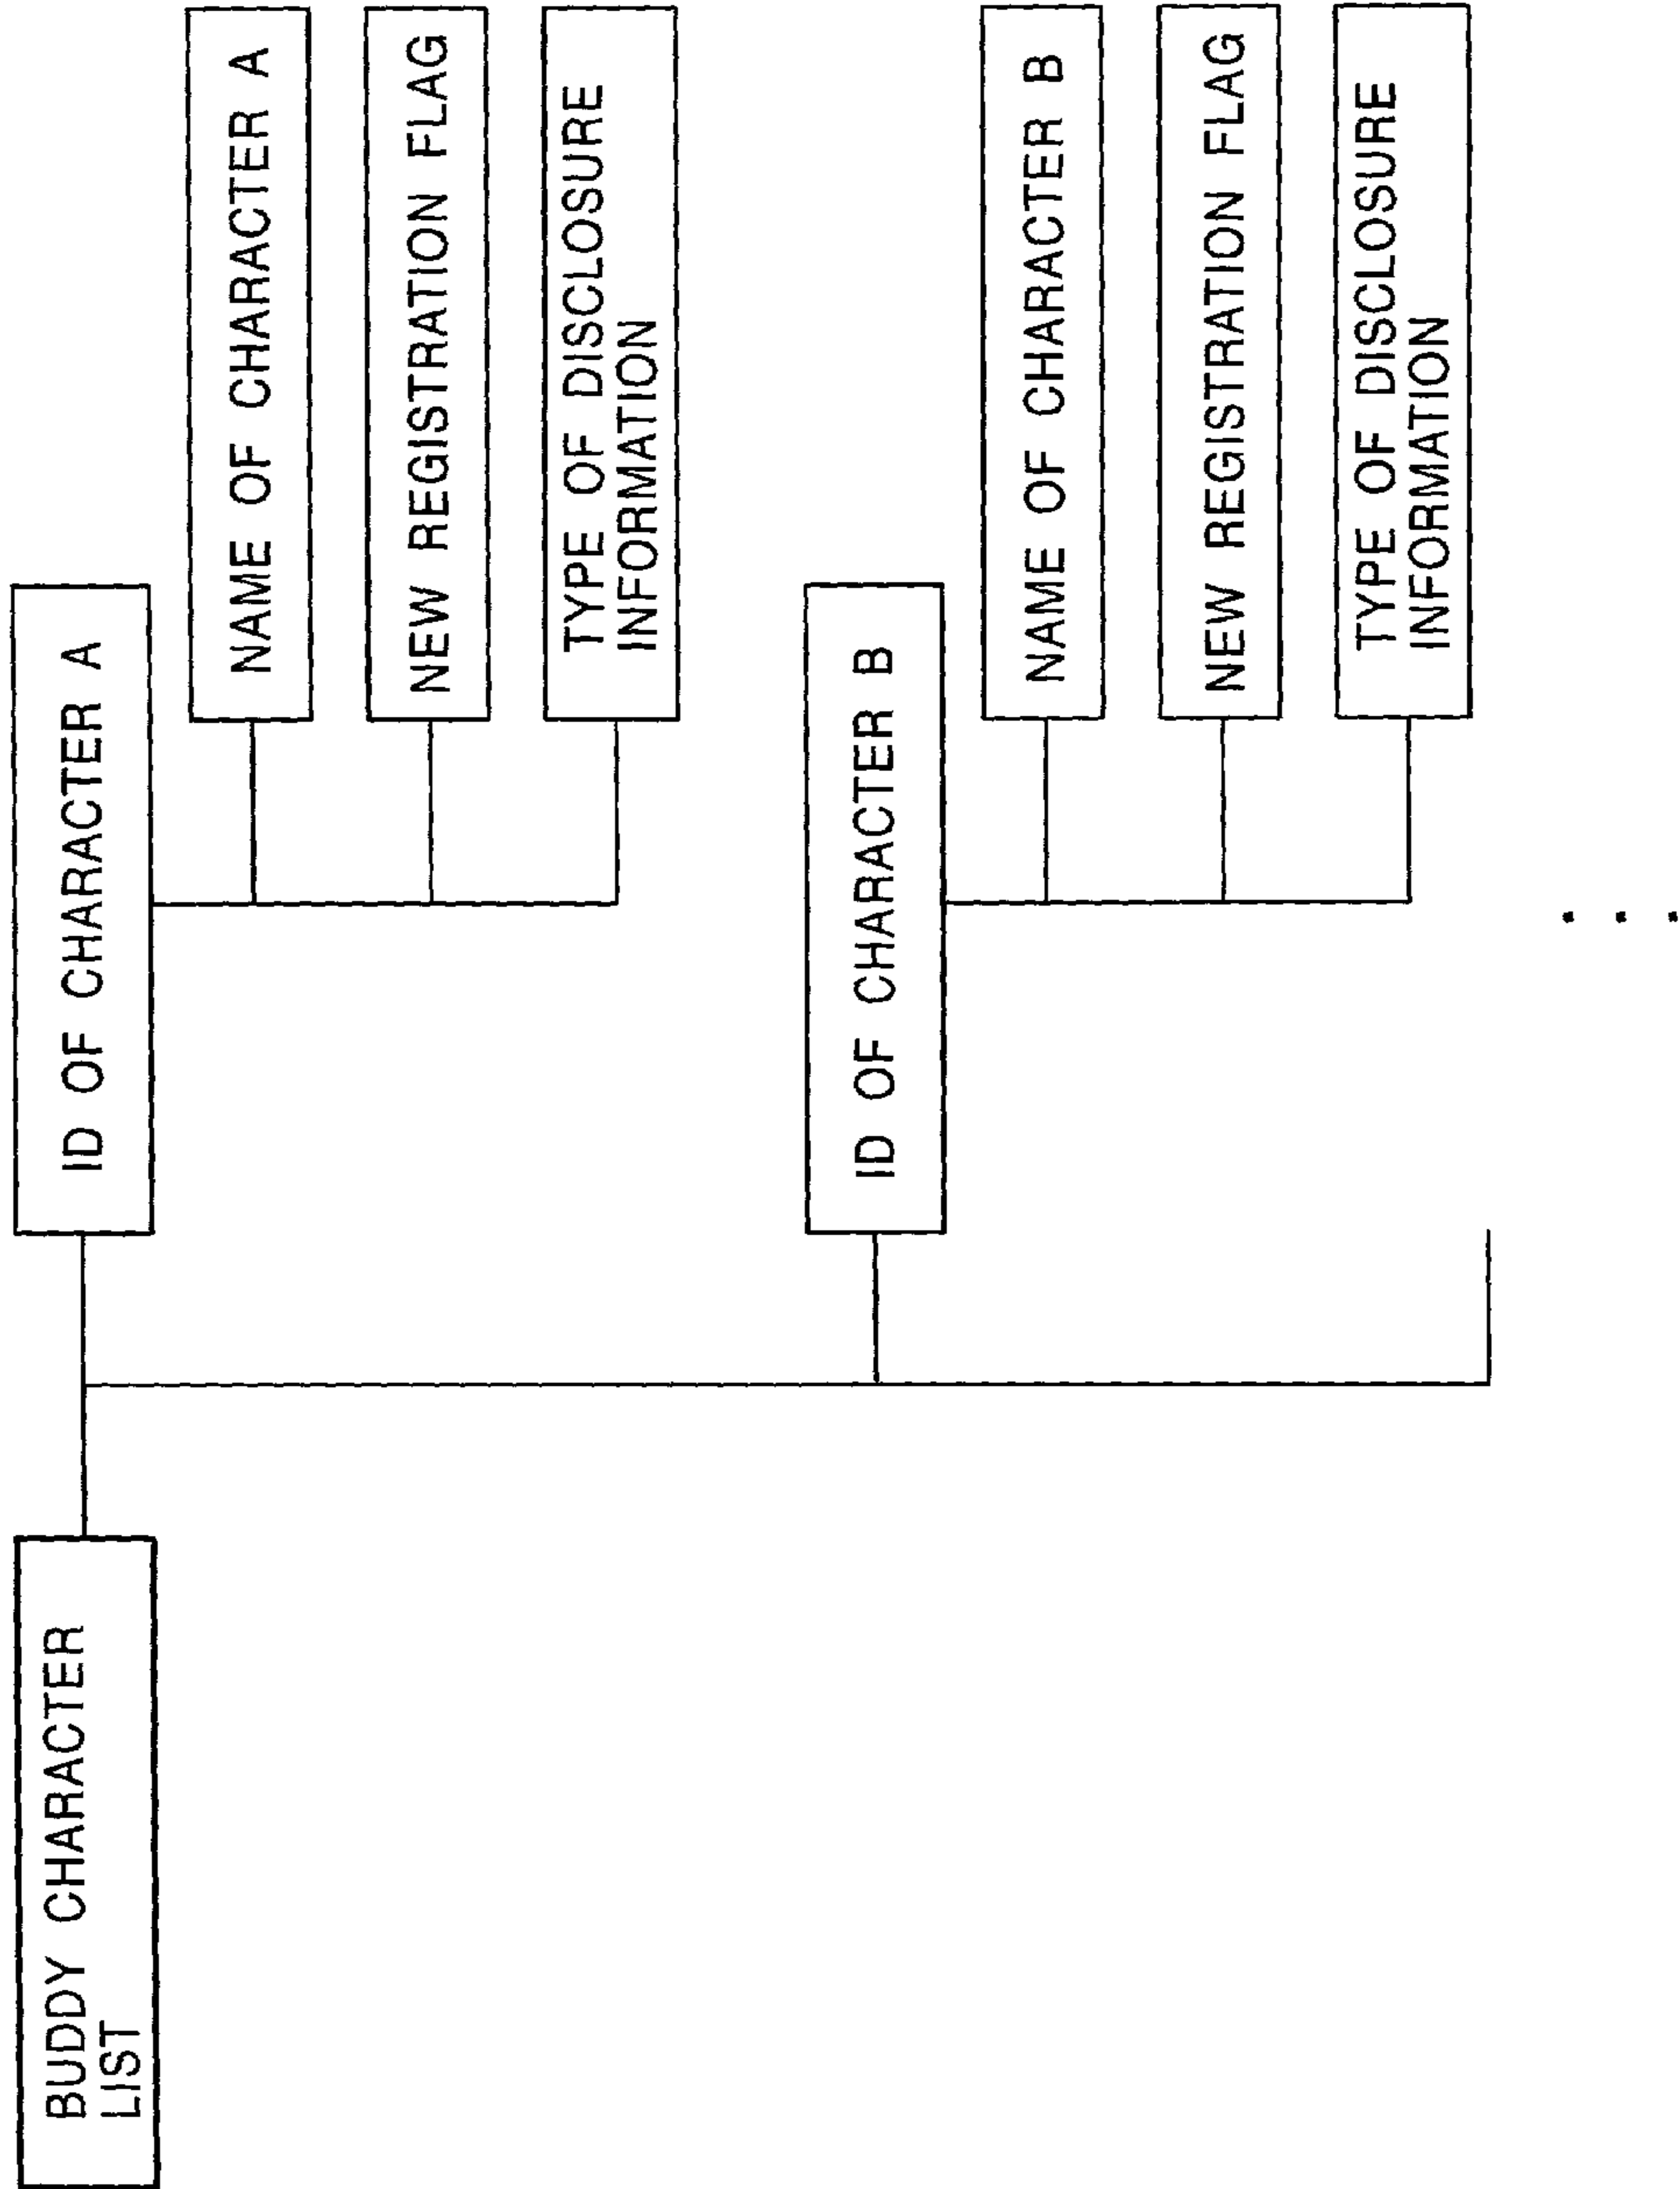 BUDDY CHARACTER
LIST
ID OF CHARACTER A
NAME OF CHARACTER A
NEW REGISTRATION FLAG
TYPE OF DISCLOSURE
INFORMATION
ID OF CHARACTER B
NAME OF CHARACTER B
NEW REGISTRATION FLAG
TYPE OF DISCLOSURE
INFORMATION
. . .